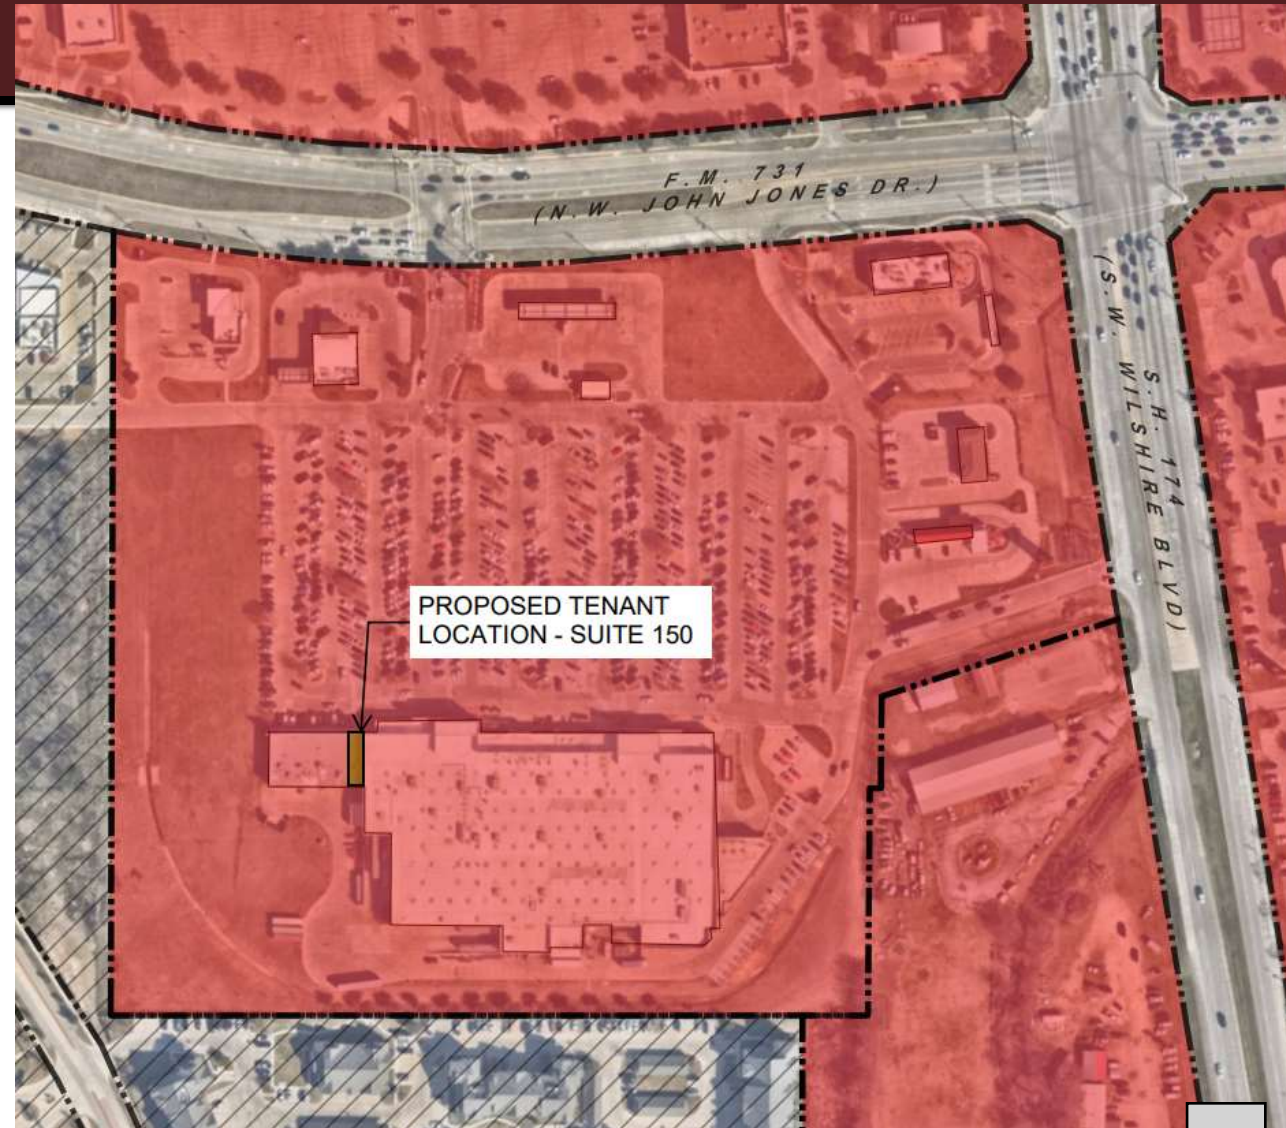 F.M. 731
(N.W. JOHN JONES DR.)
S.H. 174
(S.W. WILSHIRE BLVD)
PROPOSED TENANT
LOCATION - SUITE 150